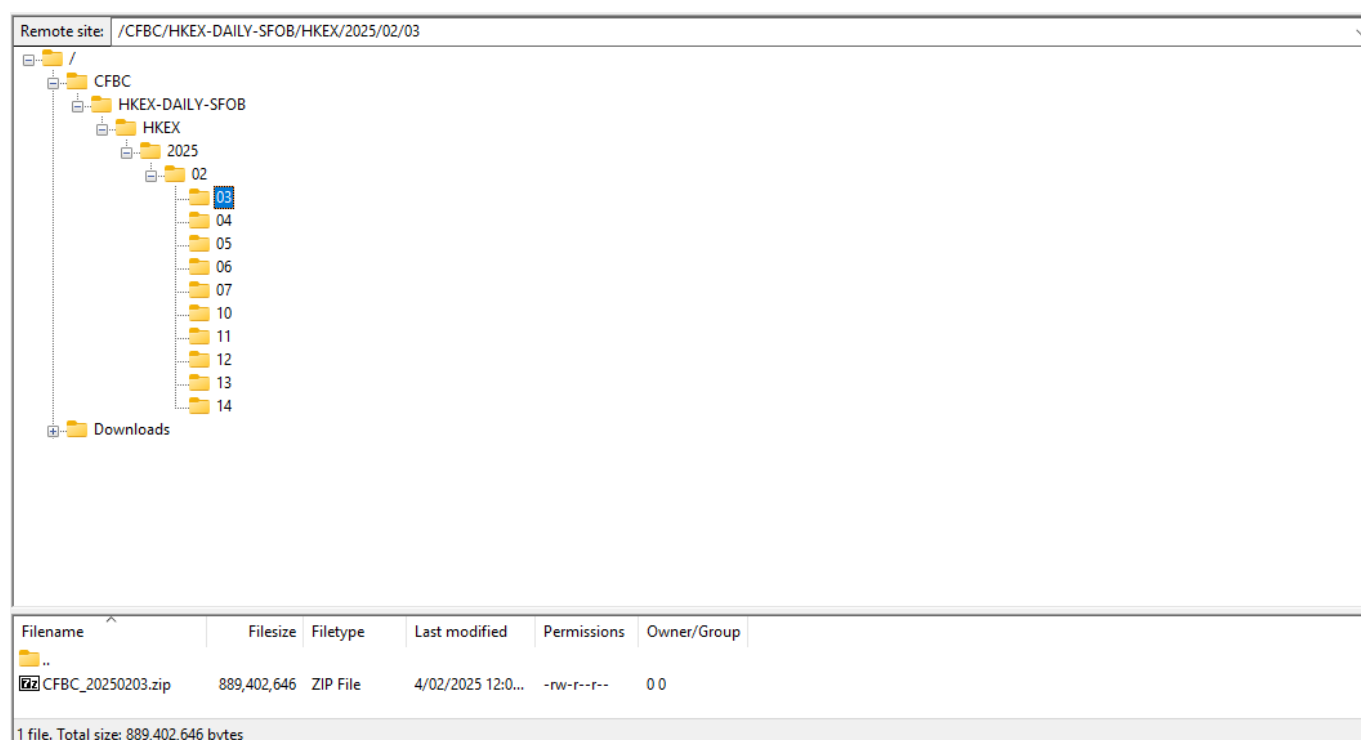 Remote site: /CFBC/HKEX-DAILY-SFOB/HKEX/2025/02/03
/
CFBC
HKEX-DAILY-SFOB
HKEX
2025
02
03
04
05
06
07
10
11
12
13
14
Downloads
Filename Filesize Filetype Last modified Permissions Owner/Group
..
CFBC_20250203.zip 889,402,646 ZIP File 4/02/2025 12:0... -rw-r--r-- 0 0
1 file. Total size: 889,402,646 bytes